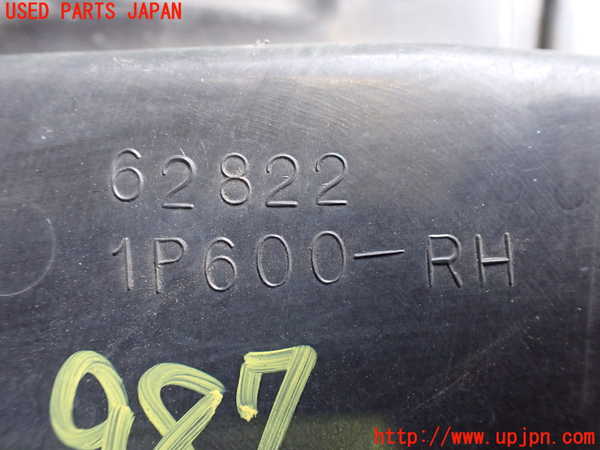 USED PARTS JAPAN
62822
1P600-RH
987
http://www.upjpn.com/